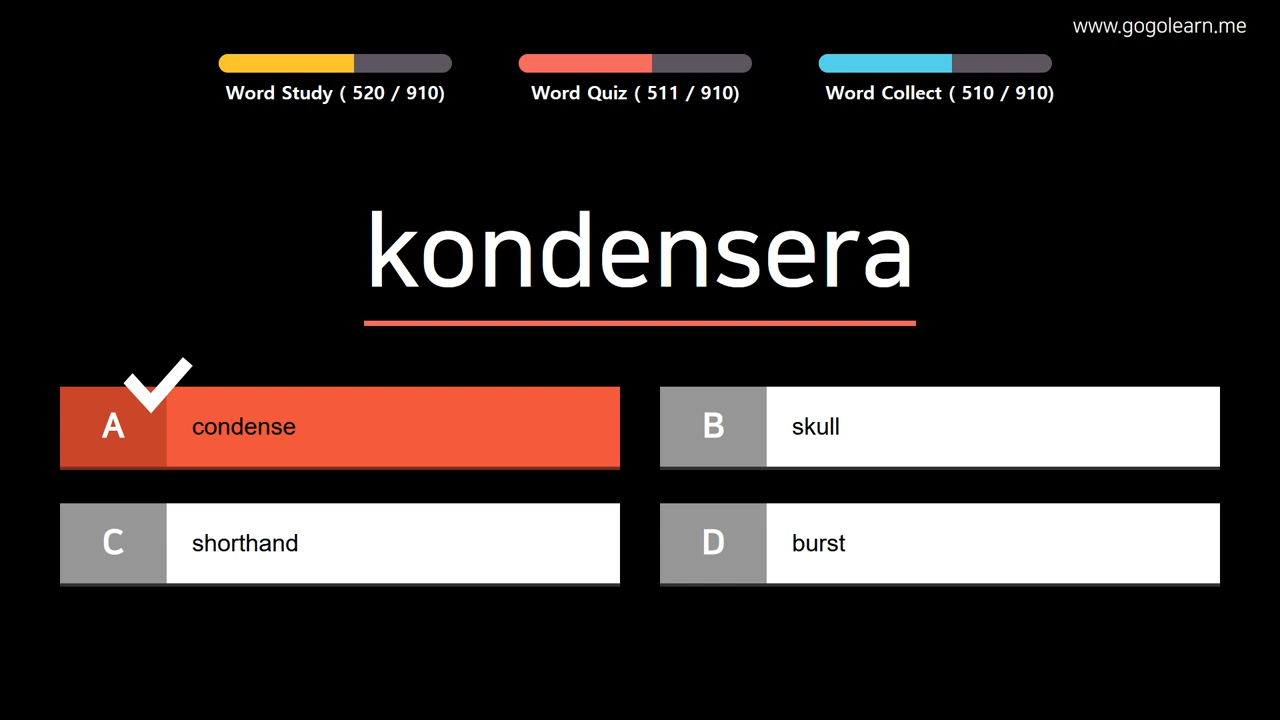 www.gogolearn.me
Word Study ( 520 / 910)
Word Quiz ( 511 / 910)
Word Collect ( 510 / 910)
kondensera
A condense
B skull
C shorthand
D burst